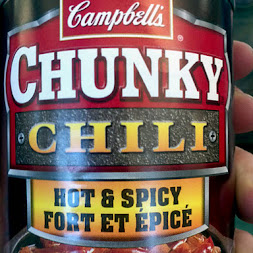 Campbell's
®
CHUNKY
CHILI
HOT & SPICY
FORT ET ÉPICÉ